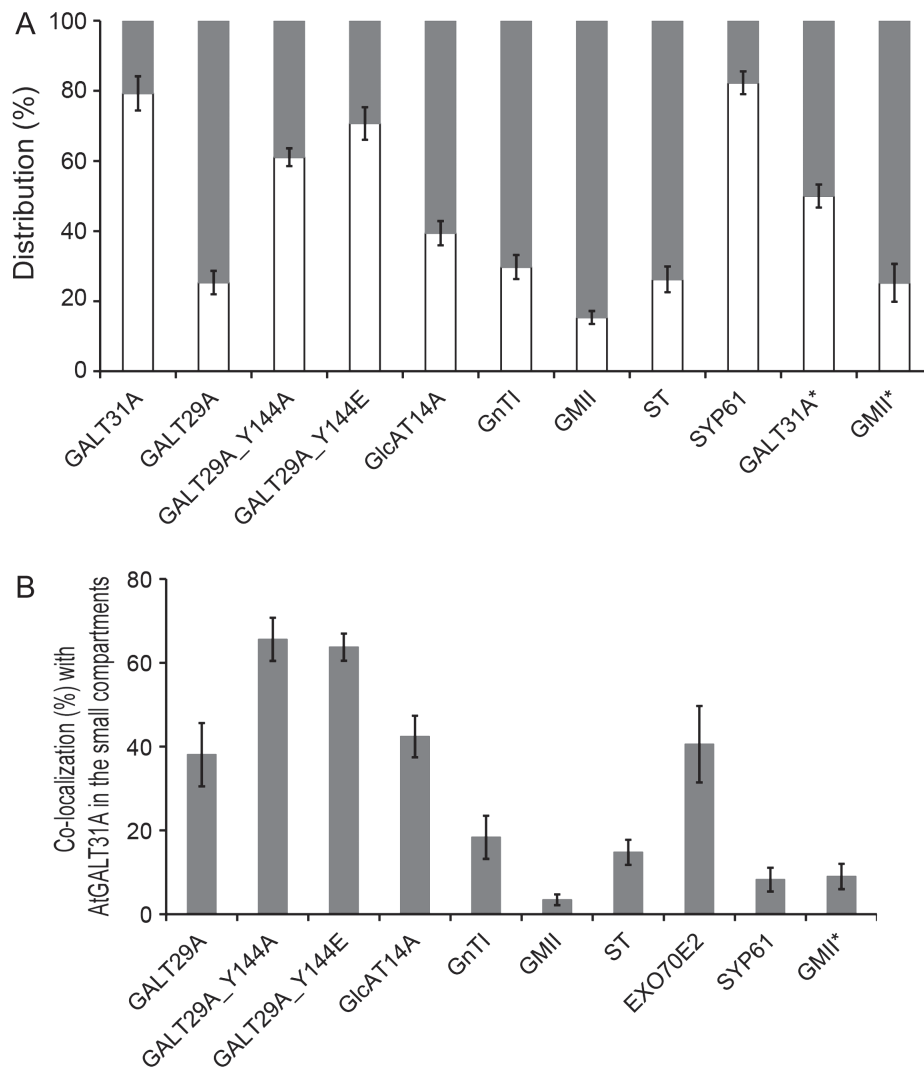 A
Distribution (%)
100
80
60
40
20
0
GALT31A
GALT29A
GALT29A_Y144A
GALT29A_Y144E
GlcAT14A
GnTI
GMII
ST
SYP61
GALT31A*
GMII*
B
Co-localization (%) with
AtGALT31A in the small compartments
80
60
40
20
0
GALT29A
GALT29A_Y144A
GALT29A_Y144E
GlcAT14A
GnTI
GMII
ST
EXO70E2
SYP61
GMII*